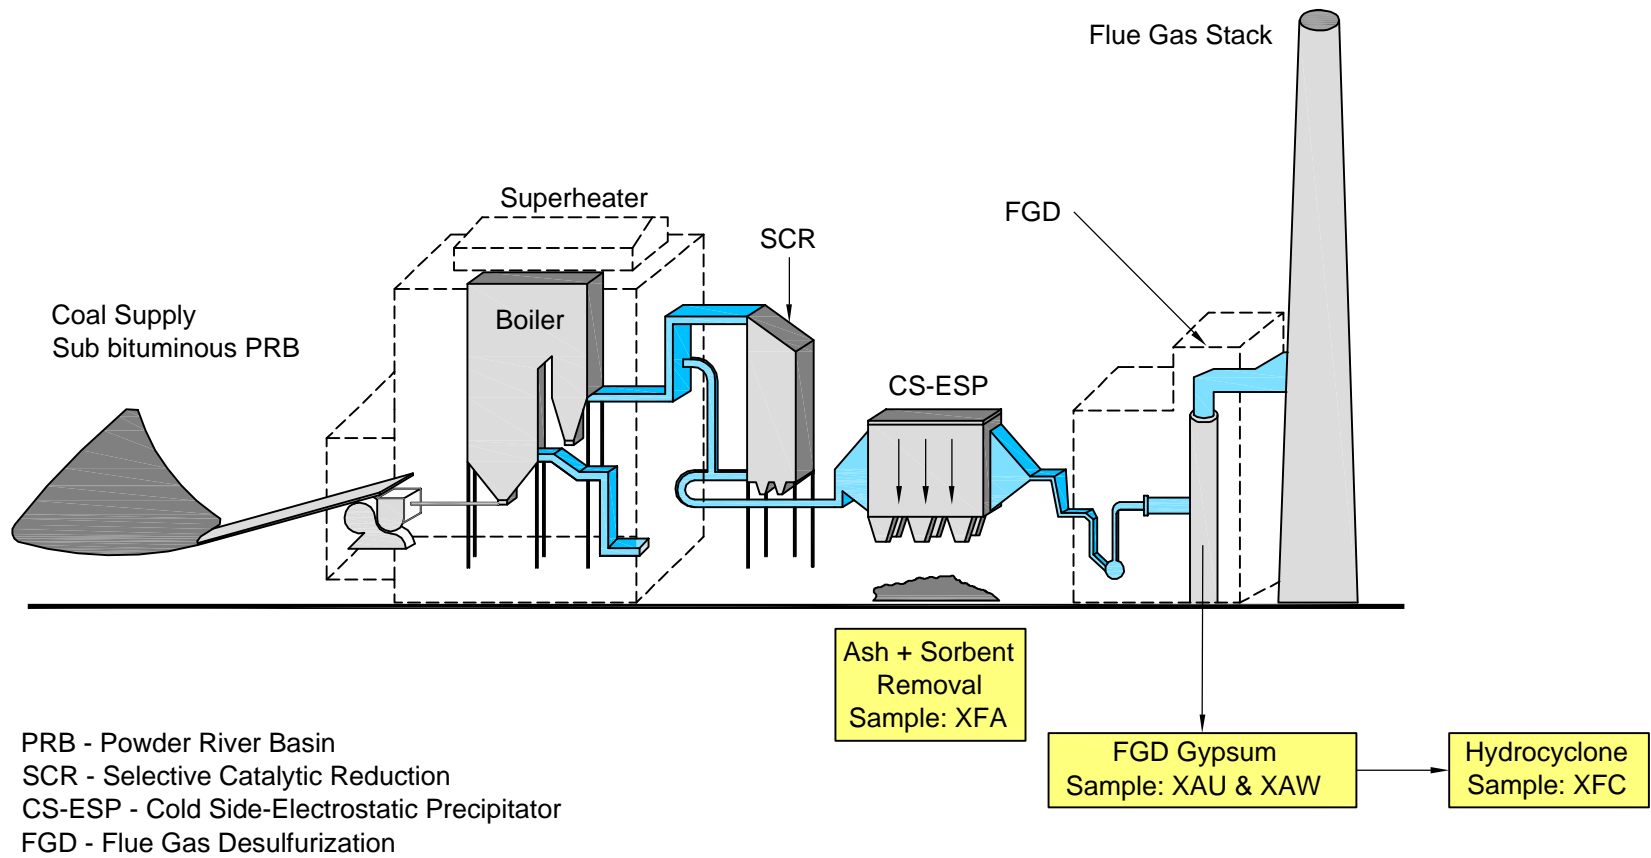 Flue Gas Stack
Superheater
FGD
SCR
Coal Supply
Sub bituminous PRB
Boiler
CS-ESP
Ash + Sorbent
Removal
Sample: XFA
FGD Gypsum
Sample: XAU & XAW
Hydrocyclone
Sample: XFC
PRB - Powder River Basin
SCR - Selective Catalytic Reduction
CS-ESP - Cold Side-Electrostatic Precipitator
FGD - Flue Gas Desulfurization